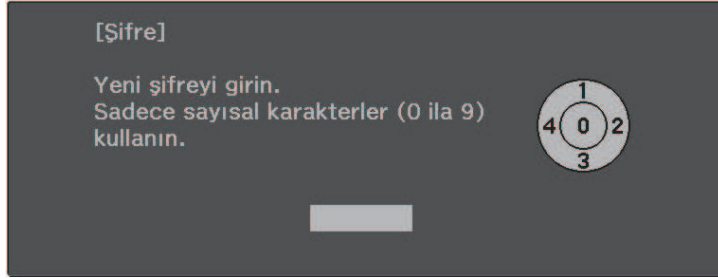 [Şifre]
Yeni şifreyi girin.
Sadece sayısal karakterler (0 ila 9)
kullanın.
1
4 0 2
3